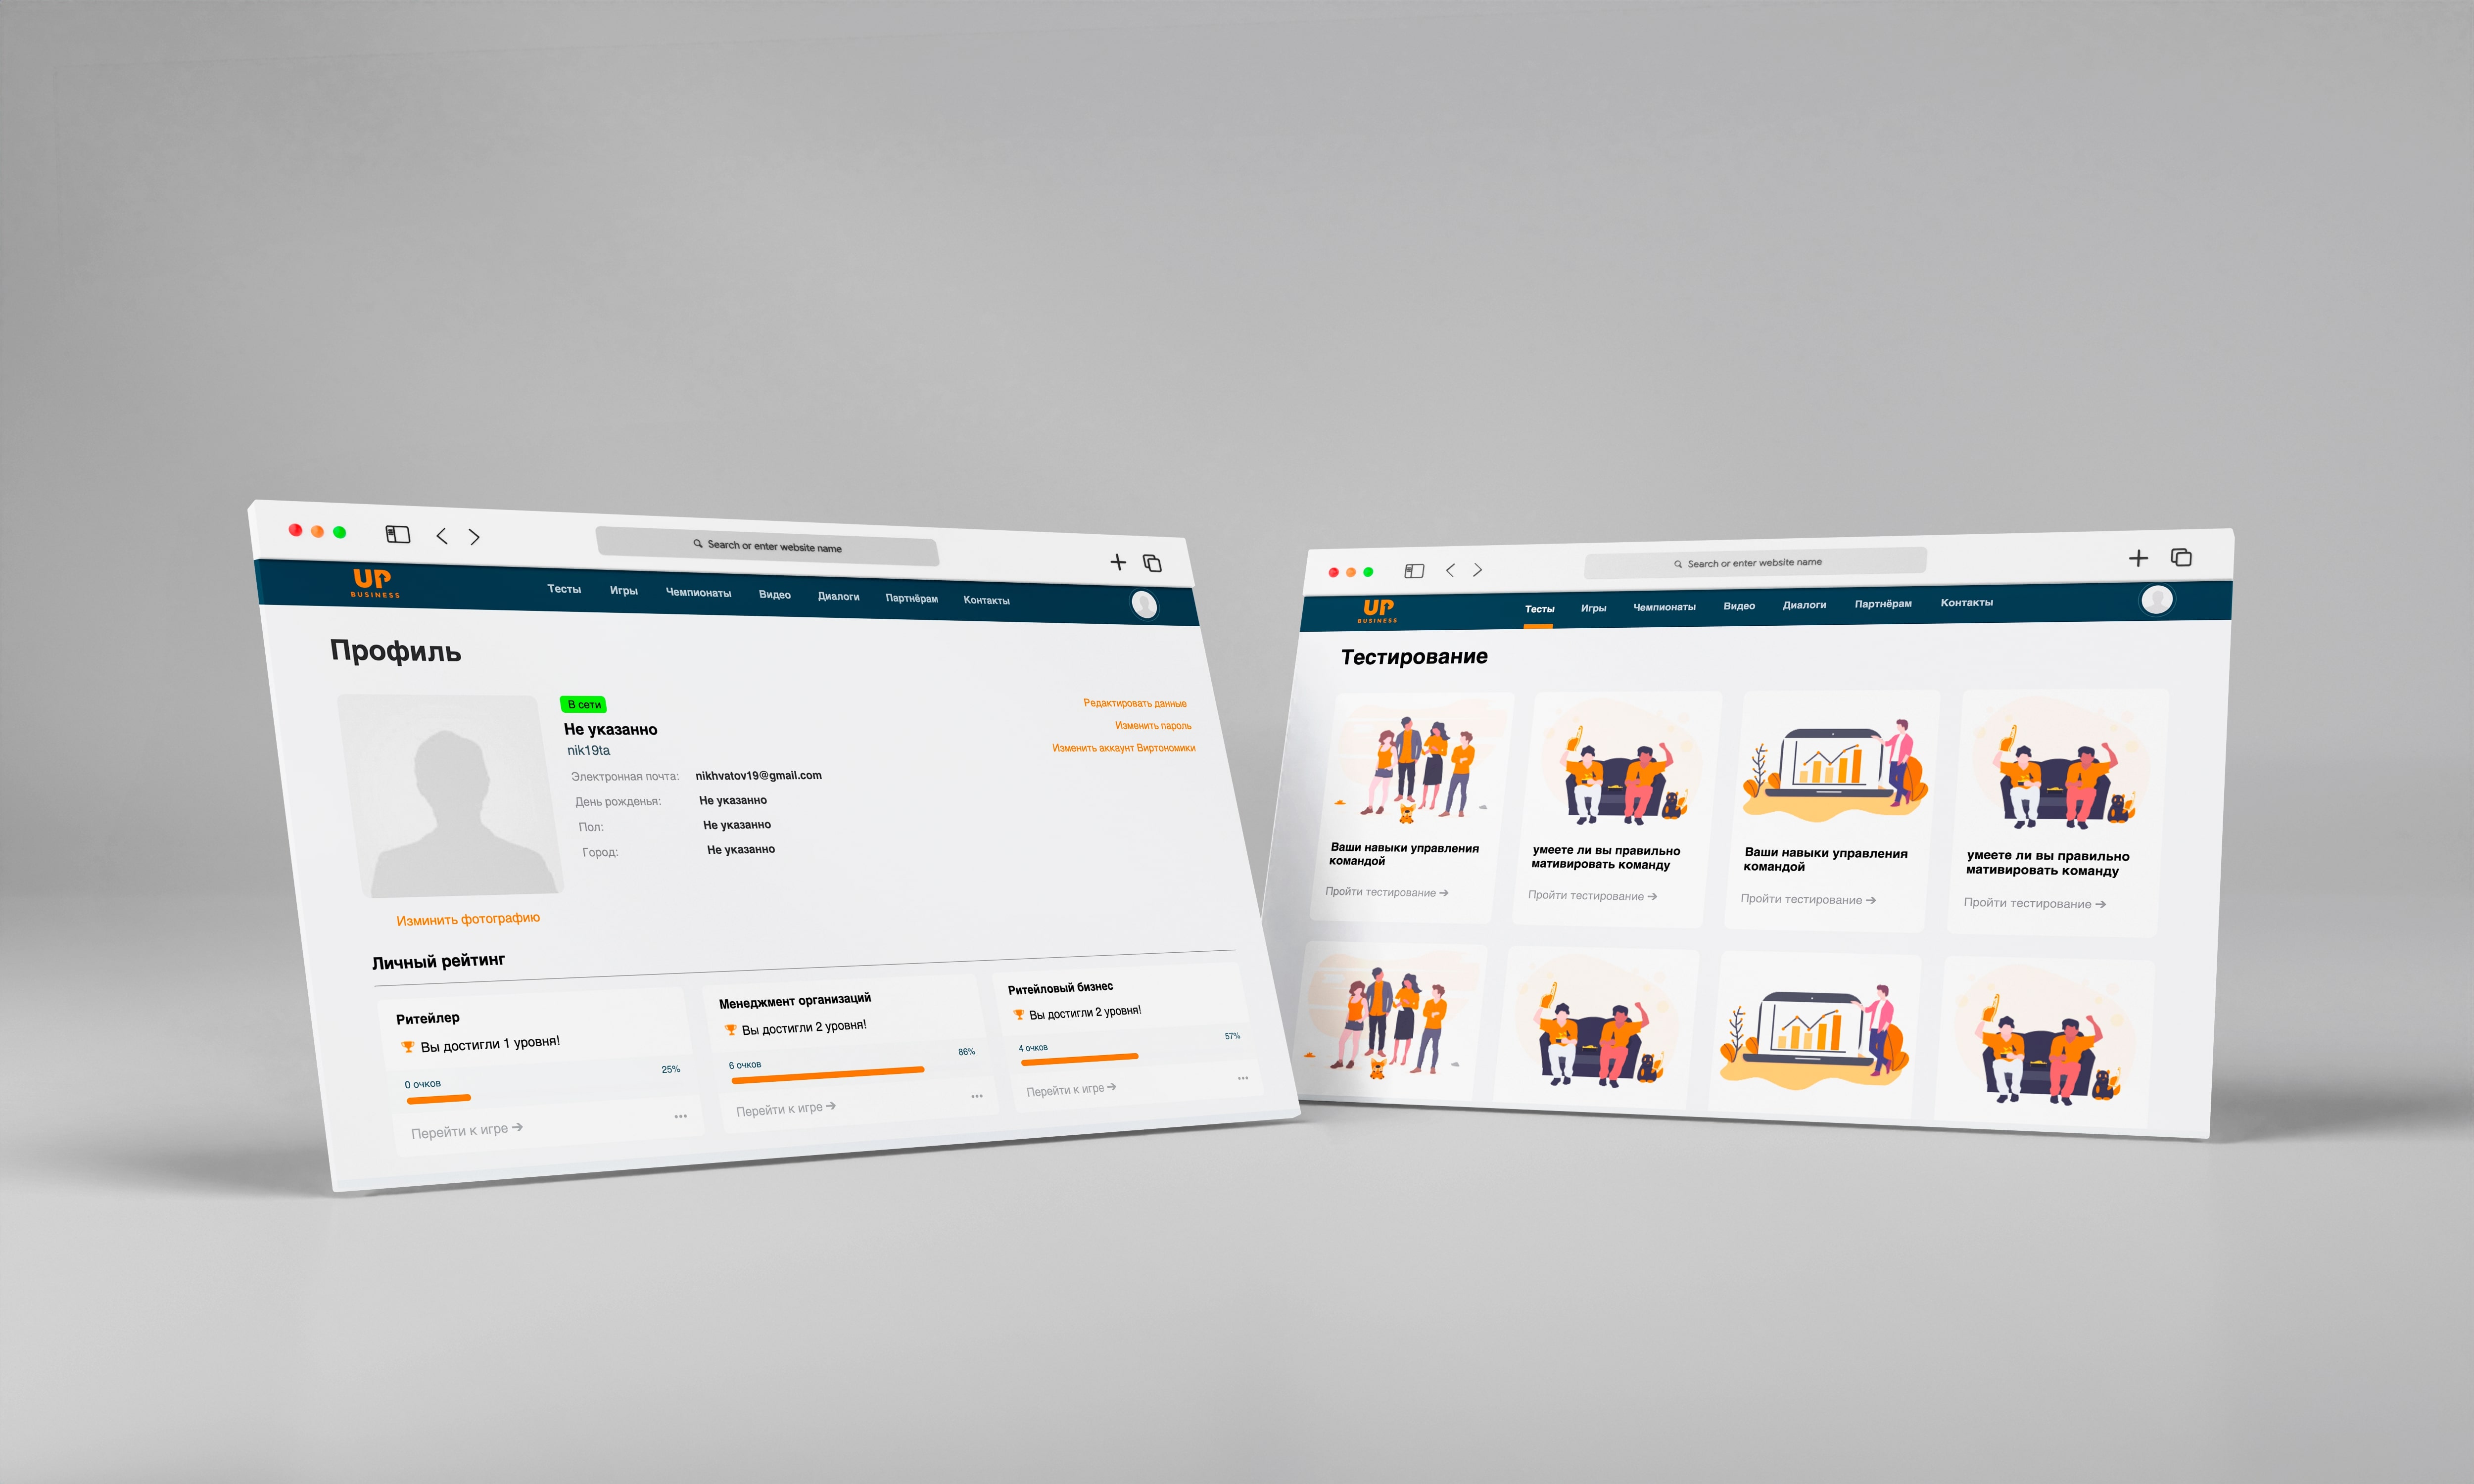 Search or enter website name
UP
BUSINESS
Тесты Игры Чемпионаты Видео Диалоги Партнёрам Контакты
Профиль
В сети
Не указанно
nik19ta
Электронная почта: nikhvatov19@gmail.com
День рожденья: Не указанно
Пол: Не указанно
Город: Не указанно
Редактировать данные
Изменить пароль
Изменить аккаунт Виртономики
Изминить фотографию
Личный рейтинг
Ритейлер
Вы достигли 1 уровня!
0 очков 25%
Перейти к игре →
Менеджмент организаций
Вы достигли 2 уровня!
6 очков 86%
Перейти к игре →
Ритейловый бизнес
Вы достигли 2 уровня!
4 очков 57%
Перейти к игре →
Search or enter website name
UP
BUSINESS
Тесты Игры Чемпионаты Видео Диалоги Партнёрам Контакты
Тестирование
Ваши навыки управления
командой
Пройти тестирование →
умеете ли вы правильно
мативировать команду
Пройти тестирование →
Ваши навыки управления
командой
Пройти тестирование →
умеете ли вы правильно
мативировать команду
Пройти тестирование →